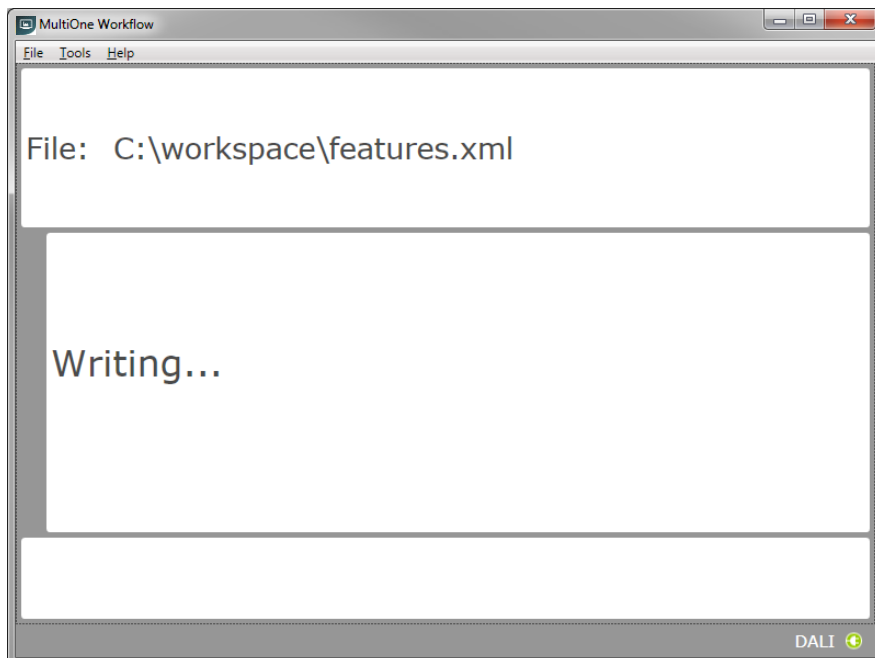 MultiOne Workflow
File Tools Help
File: C:\workspace\features.xml
Writing...
DALI